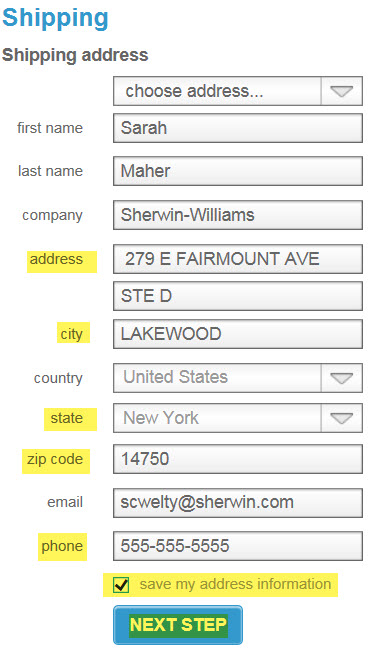 Shipping
Shipping address
choose address...
first name Sarah
last name Maher
company Sherwin-Williams
address 279 E FAIRMOUNT AVE
STE D
city LAKEWOOD
country United States
state New York
zip code 14750
email scwelty@sherwin.com
phone 555-555-5555
save my address information
NEXT STEP